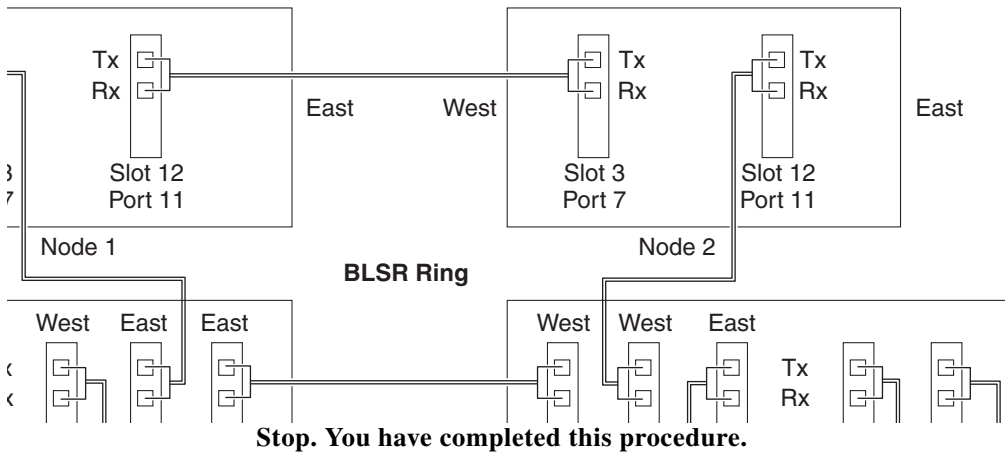 Tx Tx Tx
Rx Rx Rx
East West East
Slot 12 Slot 3 Slot 12
Port 11 Port 7 Port 11
Node 1 Node 2
BLSR Ring
West East East West West East
Tx
Rx
Stop. You have completed this procedure.